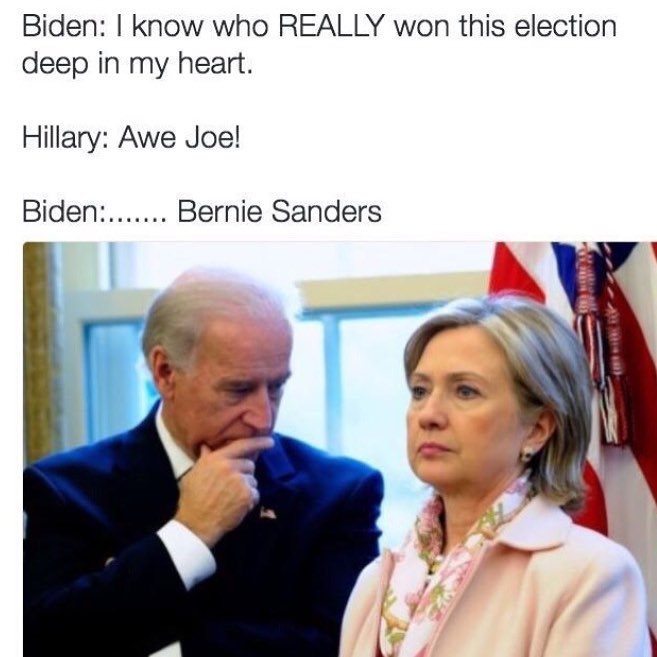 Biden: I know who REALLY won this election
deep in my heart.
Hillary: Awe Joe!
Biden:....... Bernie Sanders